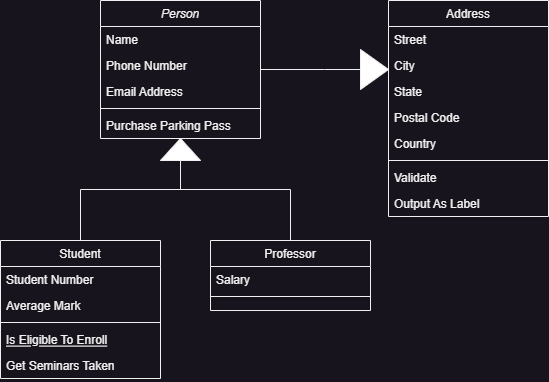 Person
Name
Phone Number
Email Address
Purchase Parking Pass
Address
Street
City
State
Postal Code
Country
Validate
Output As Label
Student
Student Number
Average Mark
Is Eligible To Enroll
Get Seminars Taken
Professor
Salary